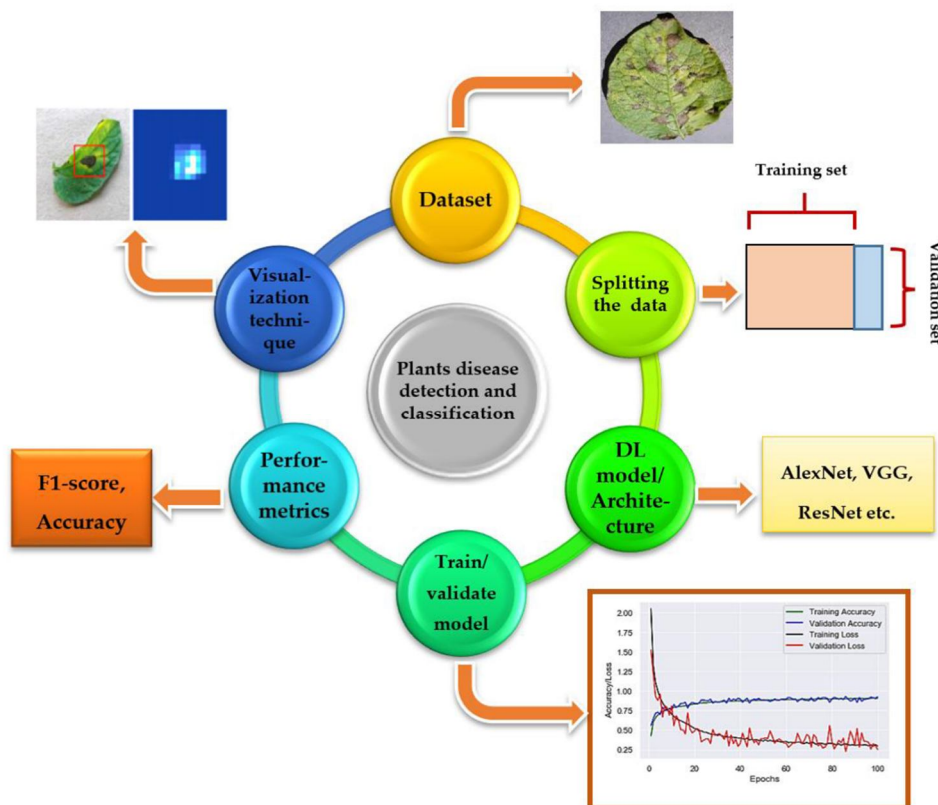 Dataset
Training set
Validation set
Splitting
the data
Visual-
ization
techni-
que
Plants disease
detection and
classification
DL
model/
Archite-
cture
AlexNet, VGG,
ResNet etc.
Perfor-
mance
metrics
F1-score,
Accuracy
Train/
validate
model
Training Accuracy
Validation Accuracy
Training Loss
Validation Loss
Accuracy/Loss
2.00
1.75
1.50
1.25
1.00
0.75
0.50
0.25
0
20
40
60
80
100
Epochs